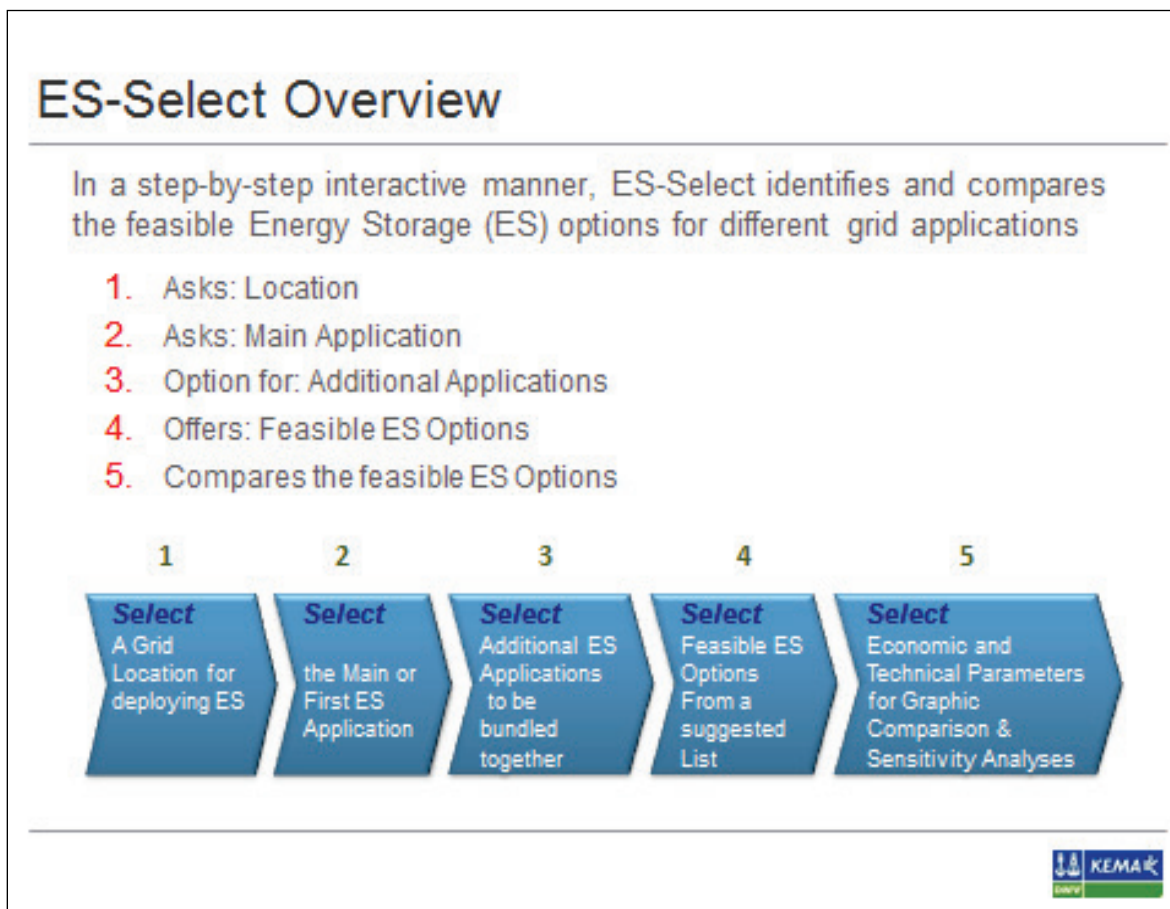 ES-Select Overview
In a step-by-step interactive manner, ES-Select identifies and compares
the feasible Energy Storage (ES) options for different grid applications
1. Asks: Location
2. Asks: Main Application
3. Option for: Additional Applications
4. Offers: Feasible ES Options
5. Compares the feasible ES Options
1
Select
A Grid
Location for
deploying ES
2
Select
the Main or
First ES
Application
3
Select
Additional ES
Applications
to be
bundled
together
4
Select
Feasible ES
Options
From a
suggested
List
5
Select
Economic and
Technical Parameters
for Graphic
Comparison &
Sensitivity Analyses
KEMA
DNV